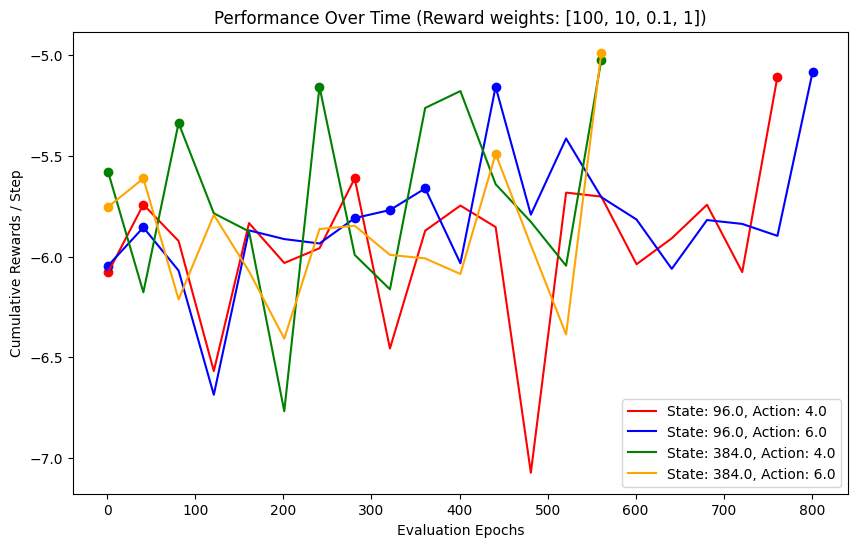 Performance Over Time (Reward weights: [100, 10, 0.1, 1])
Cumulative Rewards / Step
−5.0
−5.5
−6.0
−6.5
−7.0
State: 96.0, Action: 4.0
State: 96.0, Action: 6.0
State: 384.0, Action: 4.0
State: 384.0, Action: 6.0
0 100 200 300 400 500 600 700 800
Evaluation Epochs